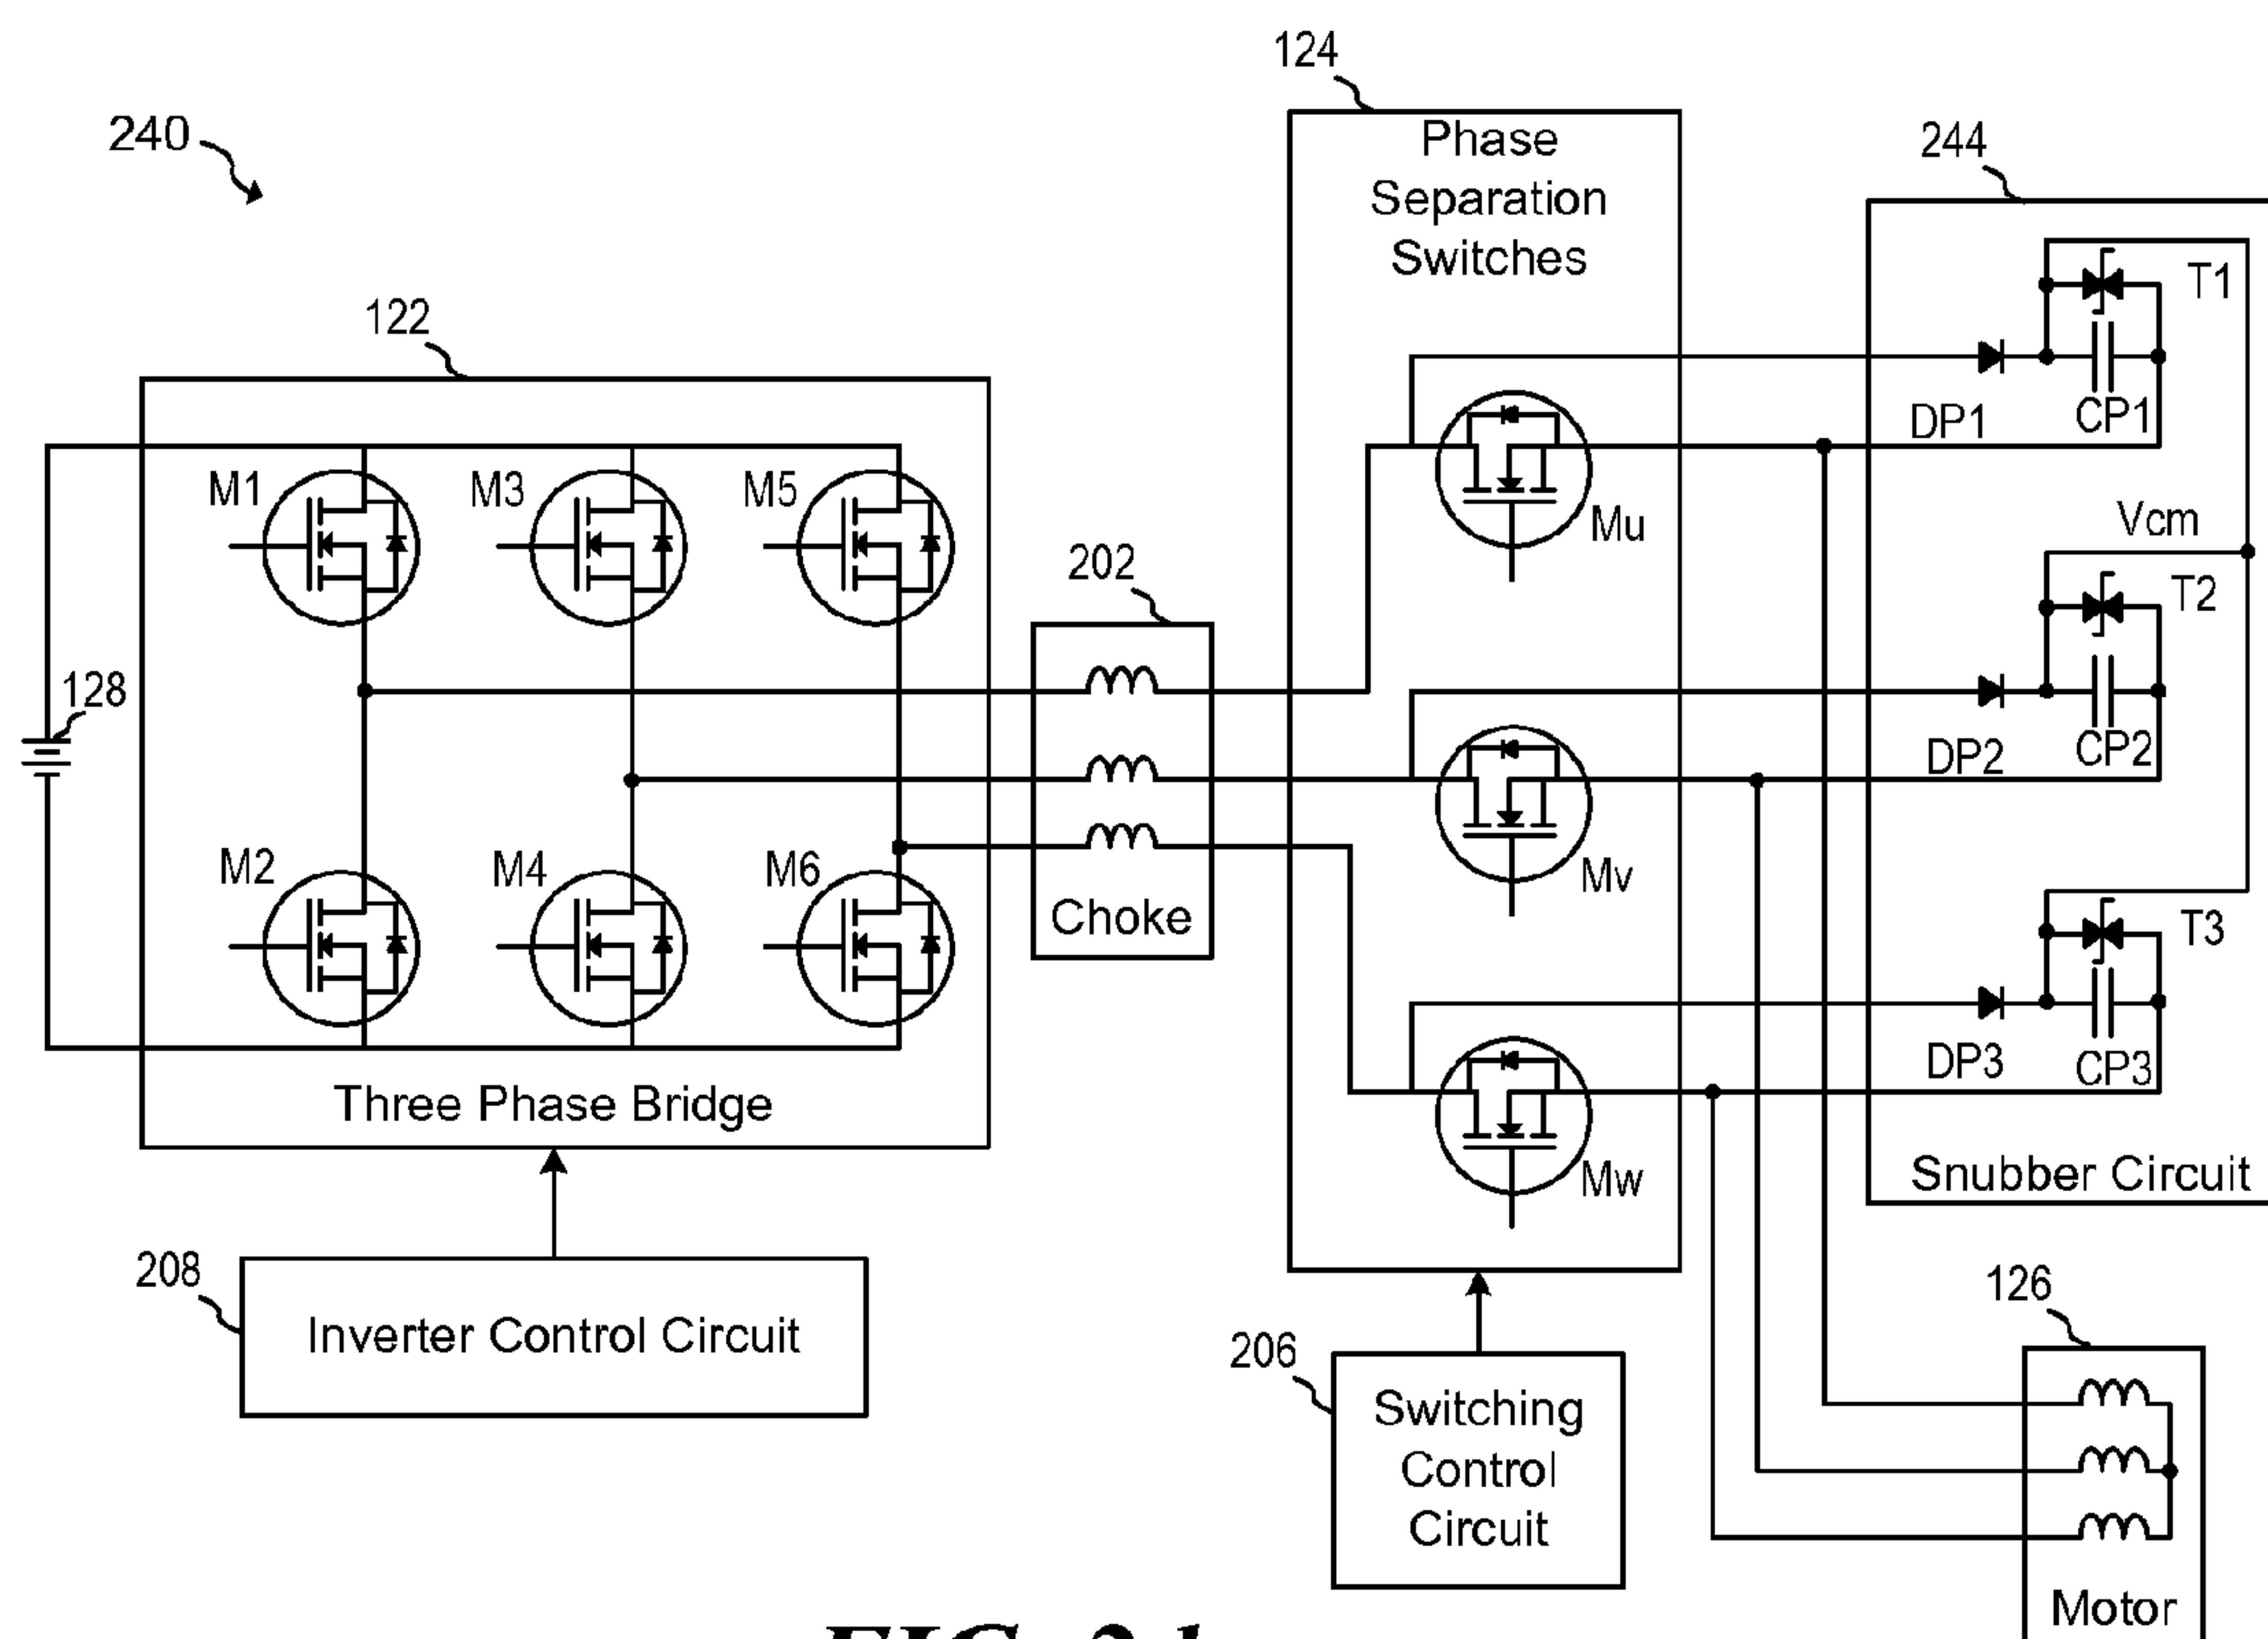 240
122
128
M1
M3
M5
M2
M4
M6
Three Phase Bridge
208
Inverter Control Circuit
202
Choke
124
Phase
Separation
Switches
Mu
Mv
Mw
206
Switching
Control
Circuit
244
T1
DP1
CP1
Vcm
T2
DP2
CP2
T3
DP3
CP3
Snubber Circuit
126
Motor